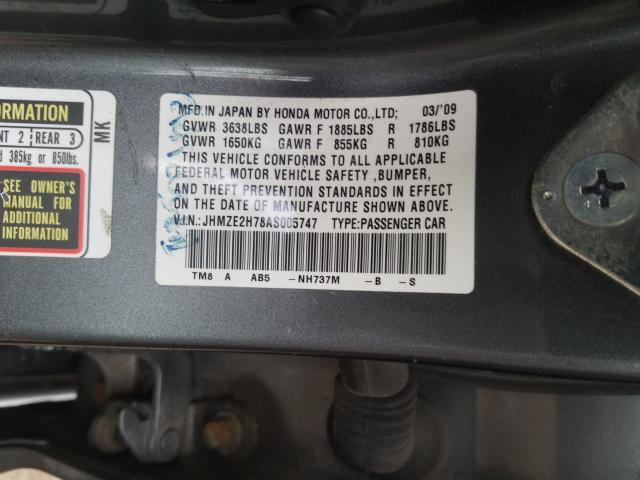 ORMATION
NT 2 REAR 3
d 385kg or 850lbs.
SEE OWNER'S
MANUAL FOR
ADDITIONAL
INFORMATION
MK
MFD.IN JAPAN BY HONDA MOTOR CO.,LTD; 03/'09
GVWR 3638LBS GAWR F 1885LBS R 1786LBS
GVWR 1650KG GAWR F 855KG R 810KG
THIS VEHICLE CONFORMS TO ALL APPLICABLE
FEDERAL MOTOR VEHICLE SAFETY ,BUMPER,
AND THEFT PREVENTION STANDARDS IN EFFECT
ON THE DATE OF MANUFACTURE SHOWN ABOVE.
V.I.N.: JHMZE2H78AS005747 TYPE:PASSENGER CAR
TM8 A AB5 -NH737M -B -S